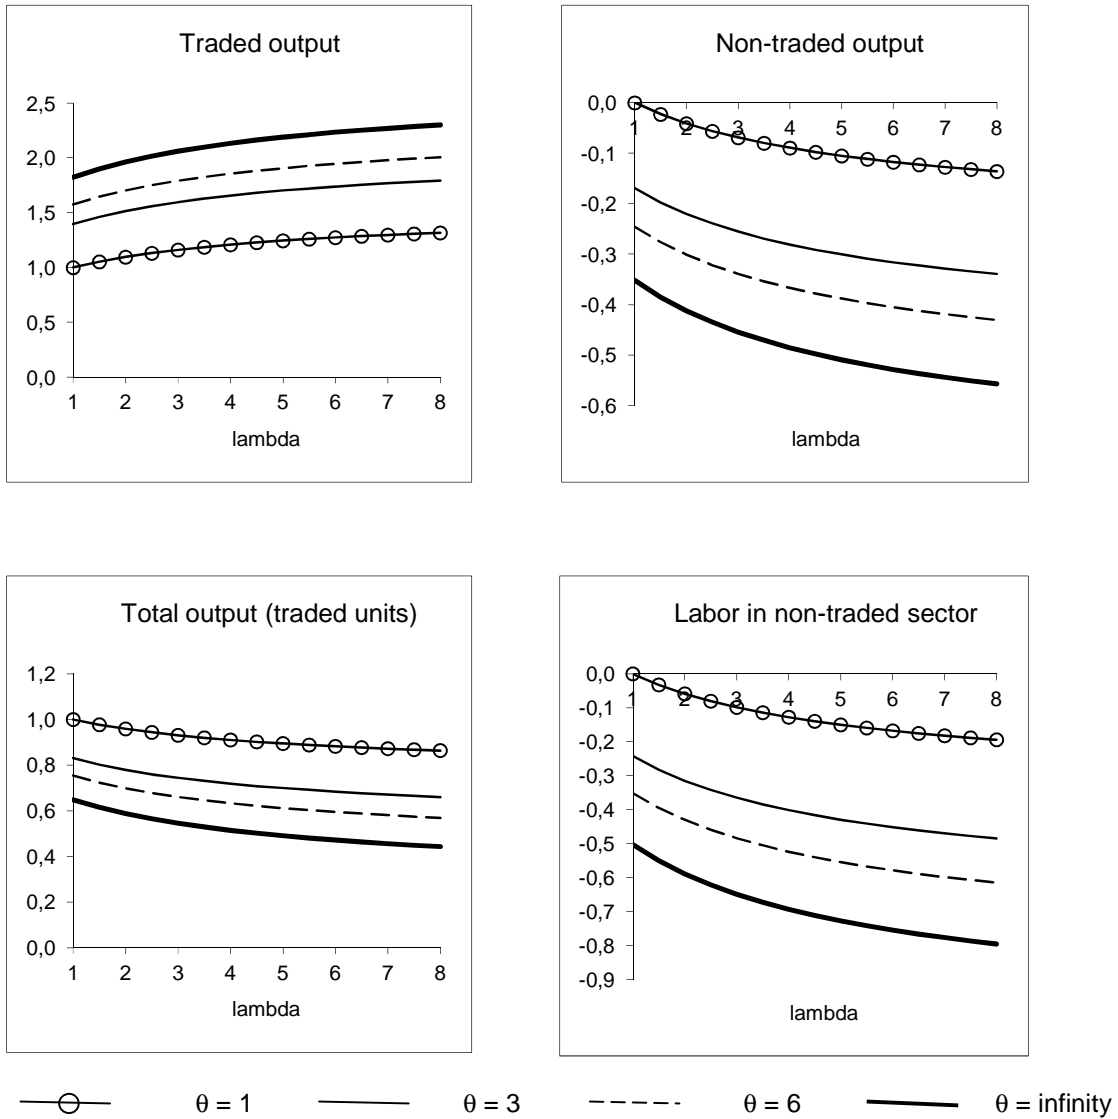 Traded output
2,5
2,0
1,5
1,0
0,5
0,0
1 2 3 4 5 6 7 8
lambda
Non-traded output
0,0
1 2 3 4 5 6 7 8
-0,1
-0,2
-0,3
-0,4
-0,5
-0,6
lambda
Total output (traded units)
1,2
1,0
0,8
0,6
0,4
0,2
0,0
1 2 3 4 5 6 7 8
lambda
Labor in non-traded sector
0,0
1 2 3 4 5 6 7 8
-0,1
-0,2
-0,3
-0,4
-0,5
-0,6
-0,7
-0,8
-0,9
lambda
θ = 1 θ = 3 θ = 6 θ = infinity